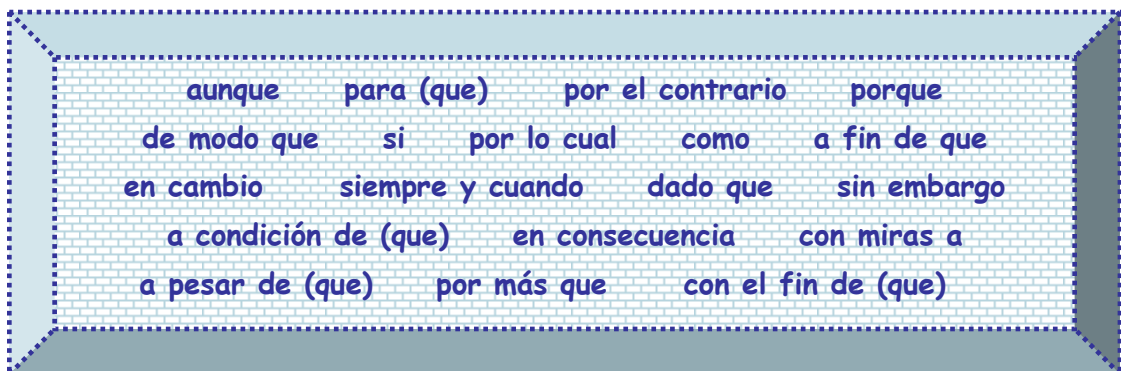 aunque para (que) por el contrario porque
de modo que si por lo cual como a fin de que
en cambio siempre y cuando dado que sin embargo
a condición de (que) en consecuencia con miras a
a pesar de (que) por más que con el fin de (que)